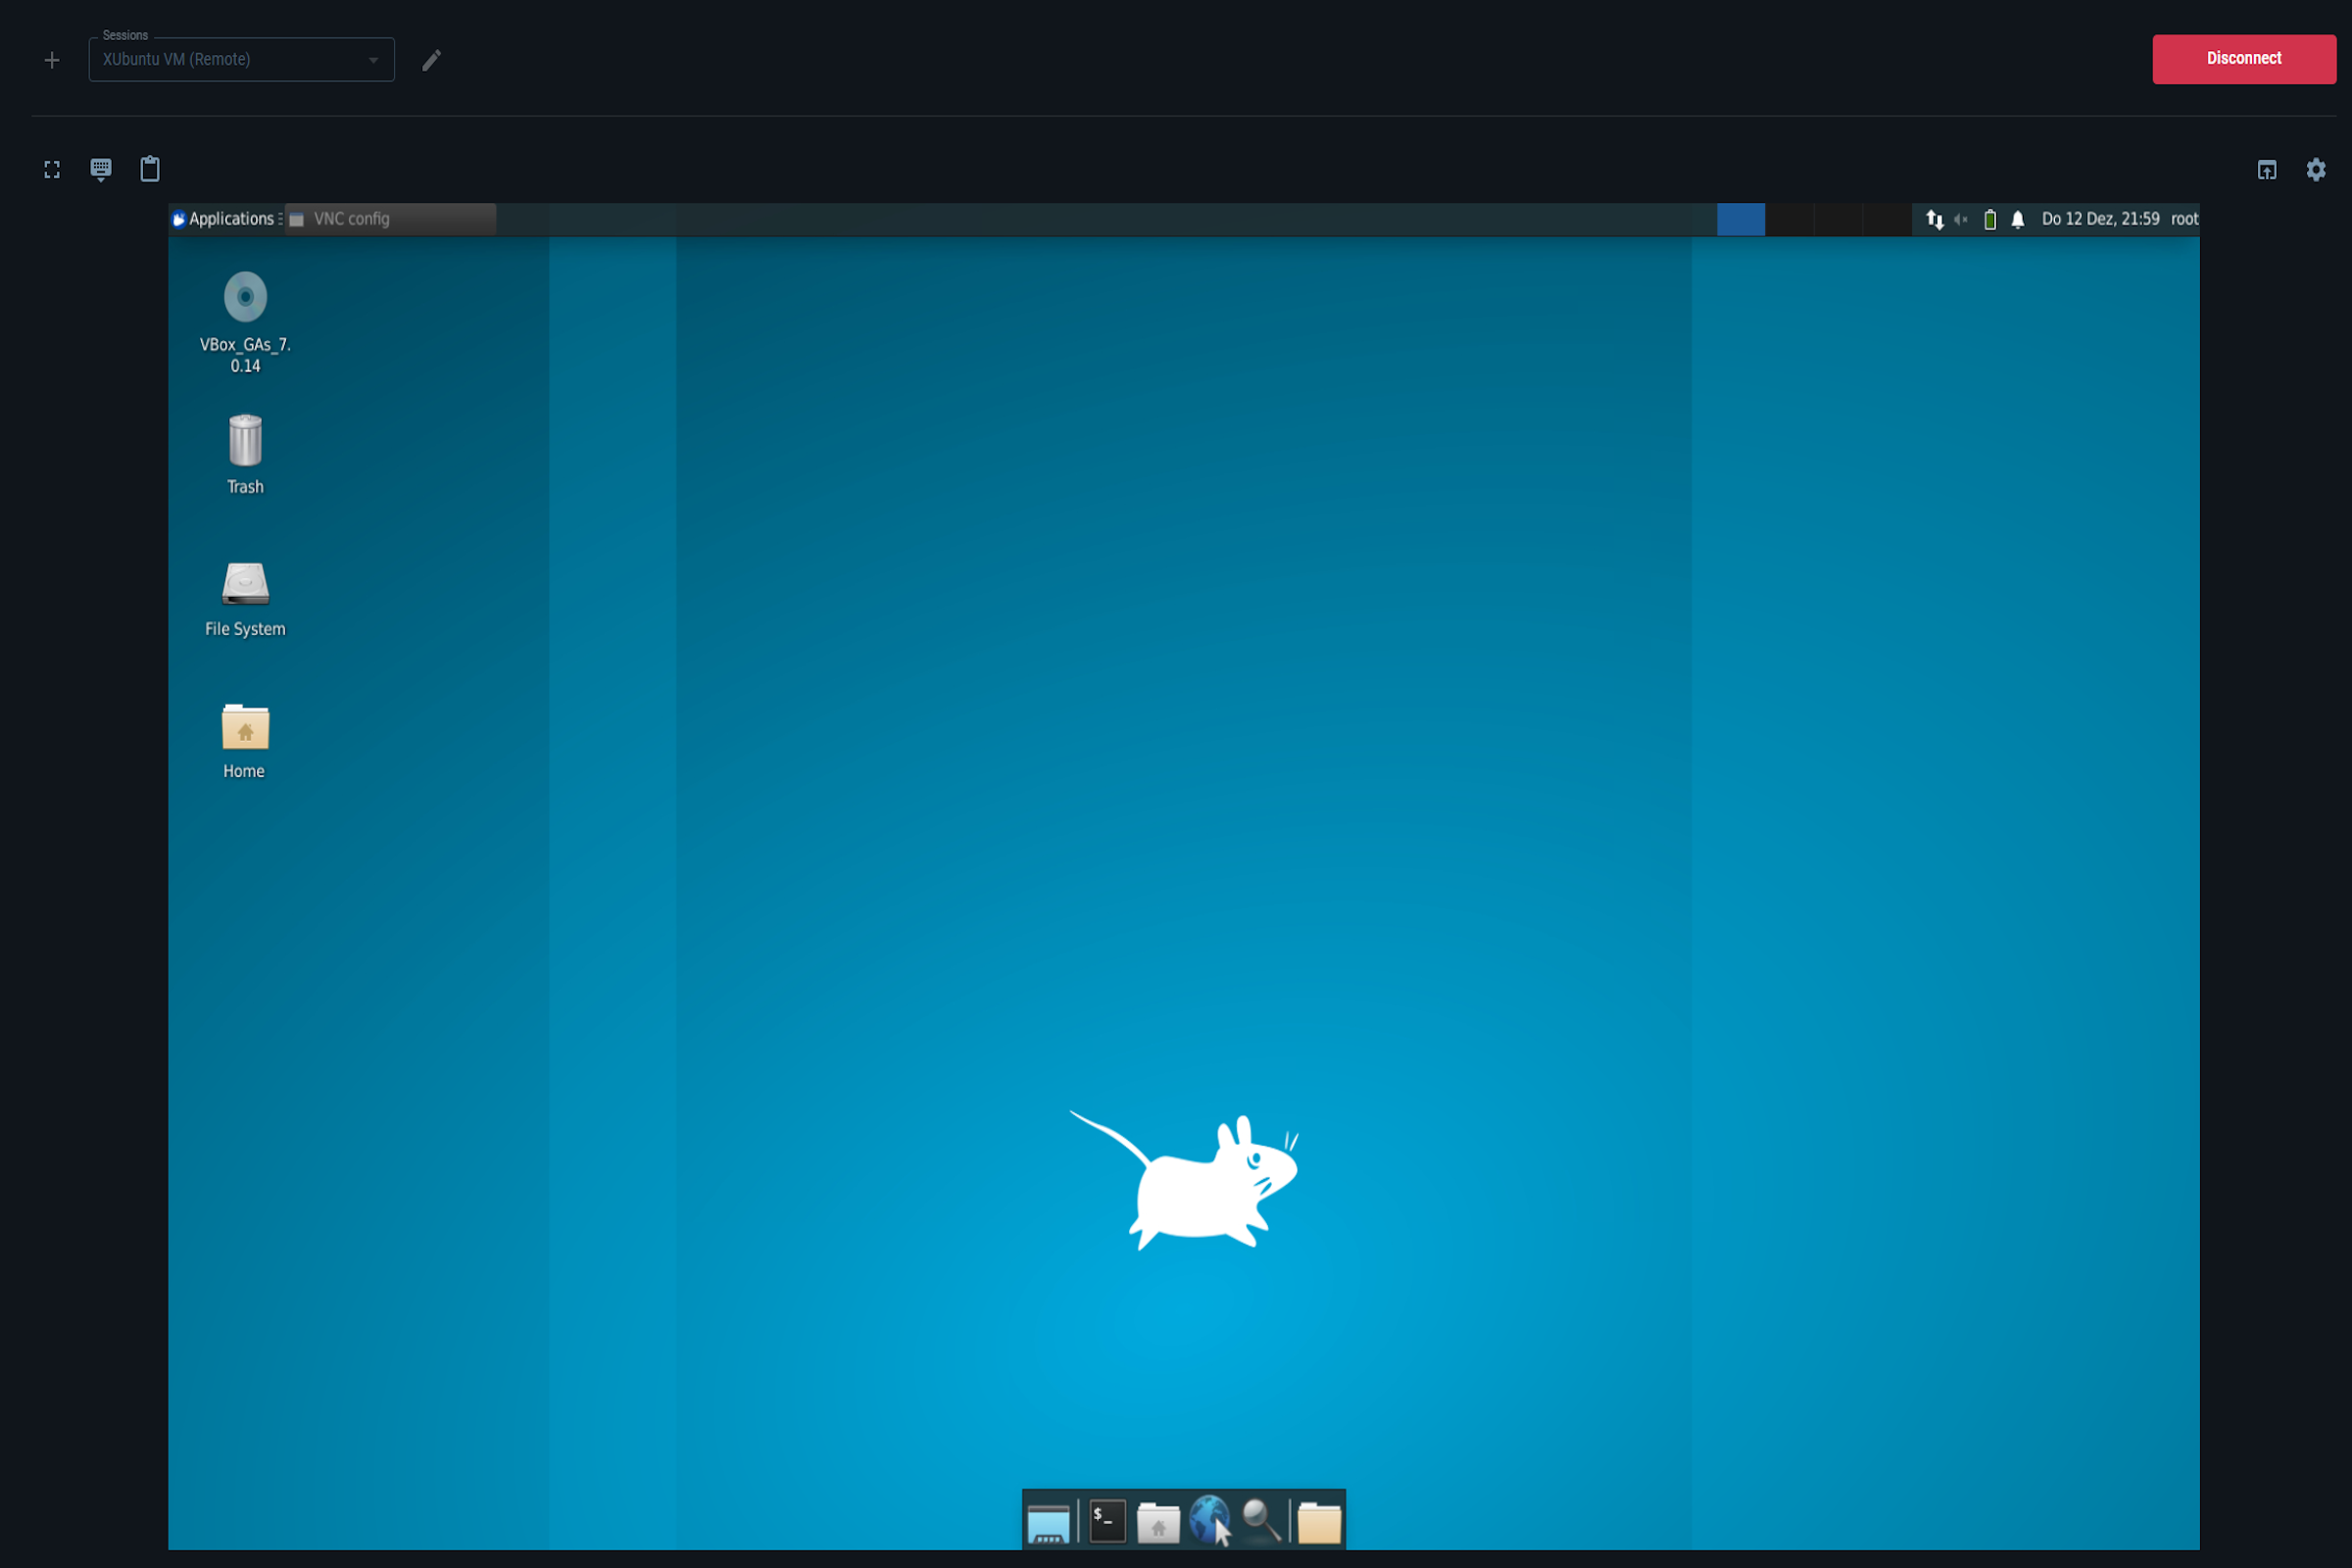 Sessions
XUbuntu VM (Remote)
Disconnect
Applications
VNC config
Do 12 Dez, 21:59
root
VBox_GAs_7.
0.14
Trash
File System
Home
$_